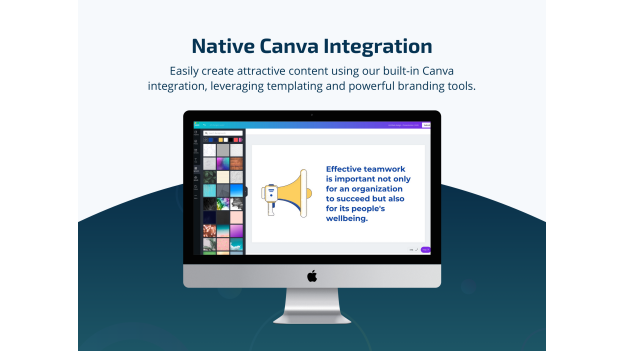 Native Canva Integration
Easily create attractive content using our built-in Canva
integration, leveraging templating and powerful branding tools.
Effective teamwork
is important not only
for an organization
to succeed but also
for its people's
wellbeing.